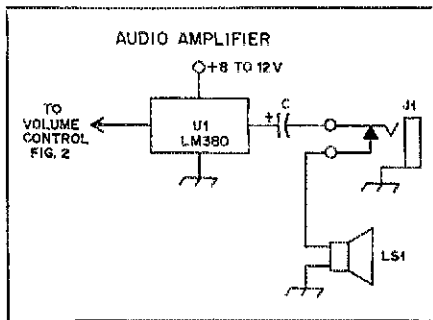 AUDIO AMPLIFIER
+8 TO 12V
TO
VOLUME
CONTROL
FIG. 2
U1
LM380
+
C
J1
LS1